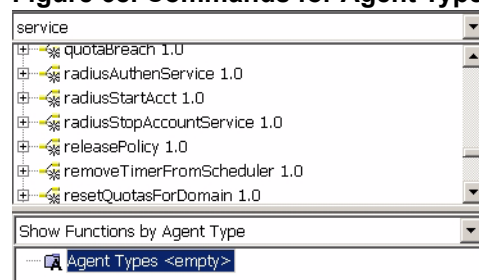 Figure 65. Commands for Agent Type
service
quotaBreach 1.0
radiusAuthenService 1.0
radiusStartAcct 1.0
radiusStopAccountService 1.0
releasePolicy 1.0
removeTimerFromScheduler 1.0
resetQuotasForDomain 1.0
Show Functions by Agent Type
Agent Types <empty>